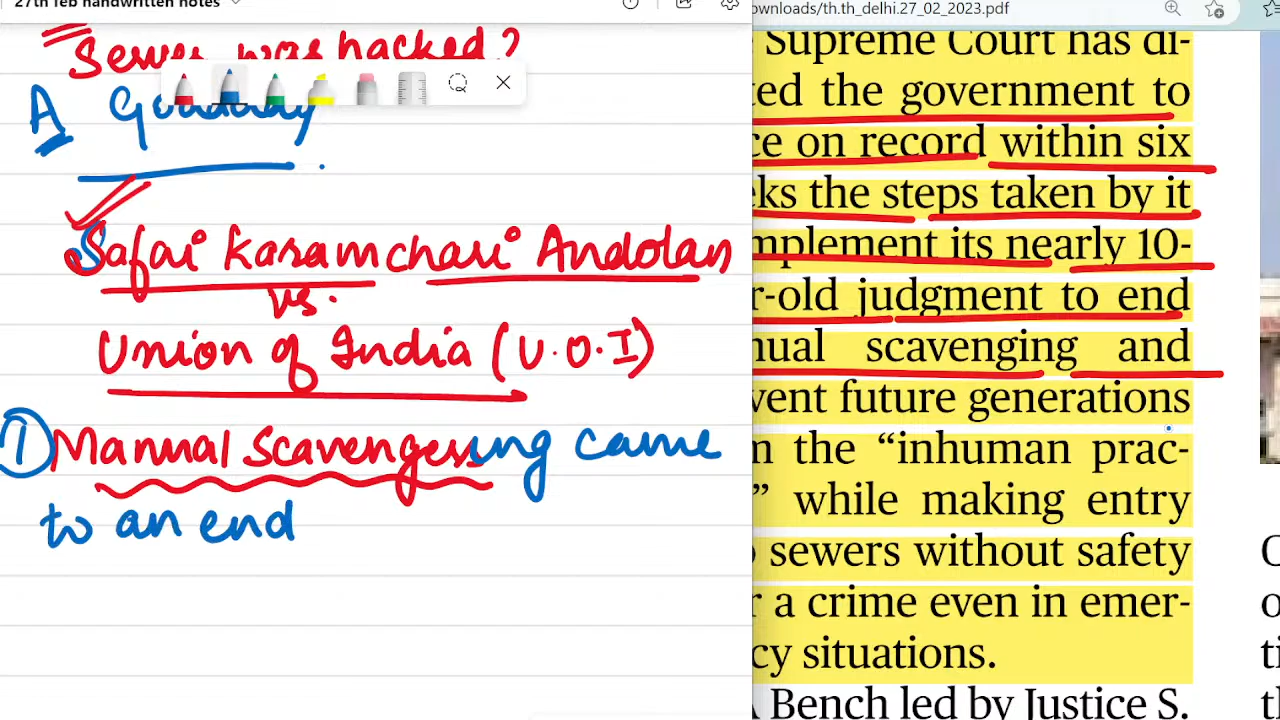 27th feb handwritten notes
Sewer was hacked?
A Godaddy
Safai Karamchari Andolan
vs.
Union of India (U.O.I)
1 Manual Scavengering came
to an end
ownloads/th.th_delhi.27_02_2023.pdf
Supreme Court has di-
ted the government to
ce on record within six
eks the steps taken by it
mplement its nearly 10-
r-old judgment to end
nual scavenging and
vent future generations
m the “inhuman prac-
” while making entry
o sewers without safety
r a crime even in emer-
cy situations.
A Bench led by Justice S.